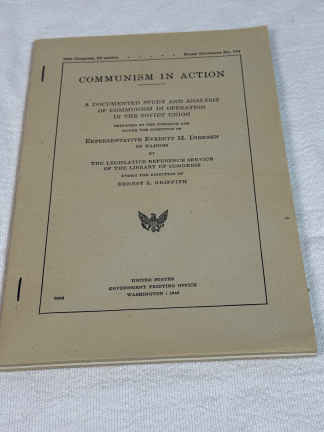 79th Congress, 2d session - - - - - - House Document No. 754
COMMUNISM IN ACTION
A DOCUMENTED STUDY AND ANALYSIS
OF COMMUNISM IN OPERATION
IN THE SOVIET UNION
PREPARED AT THE INSTANCE AND
UNDER THE DIRECTION OF
Representative Everett M. Dirksen
OF ILLINOIS
BY
THE LEGISLATIVE REFERENCE SERVICE
OF THE LIBRARY OF CONGRESS
UNDER THE DIRECTION OF
ERNEST S. GRIFFITH
UNITED STATES
GOVERNMENT PRINTING OFFICE
WASHINGTON : 1946